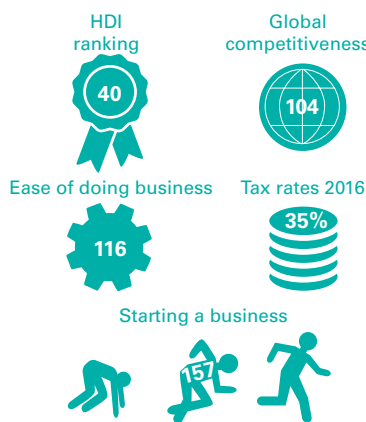 HDI
ranking
40
Global
competitiveness
104
Ease of doing business
116
Tax rates 2016
35%
Starting a business
157